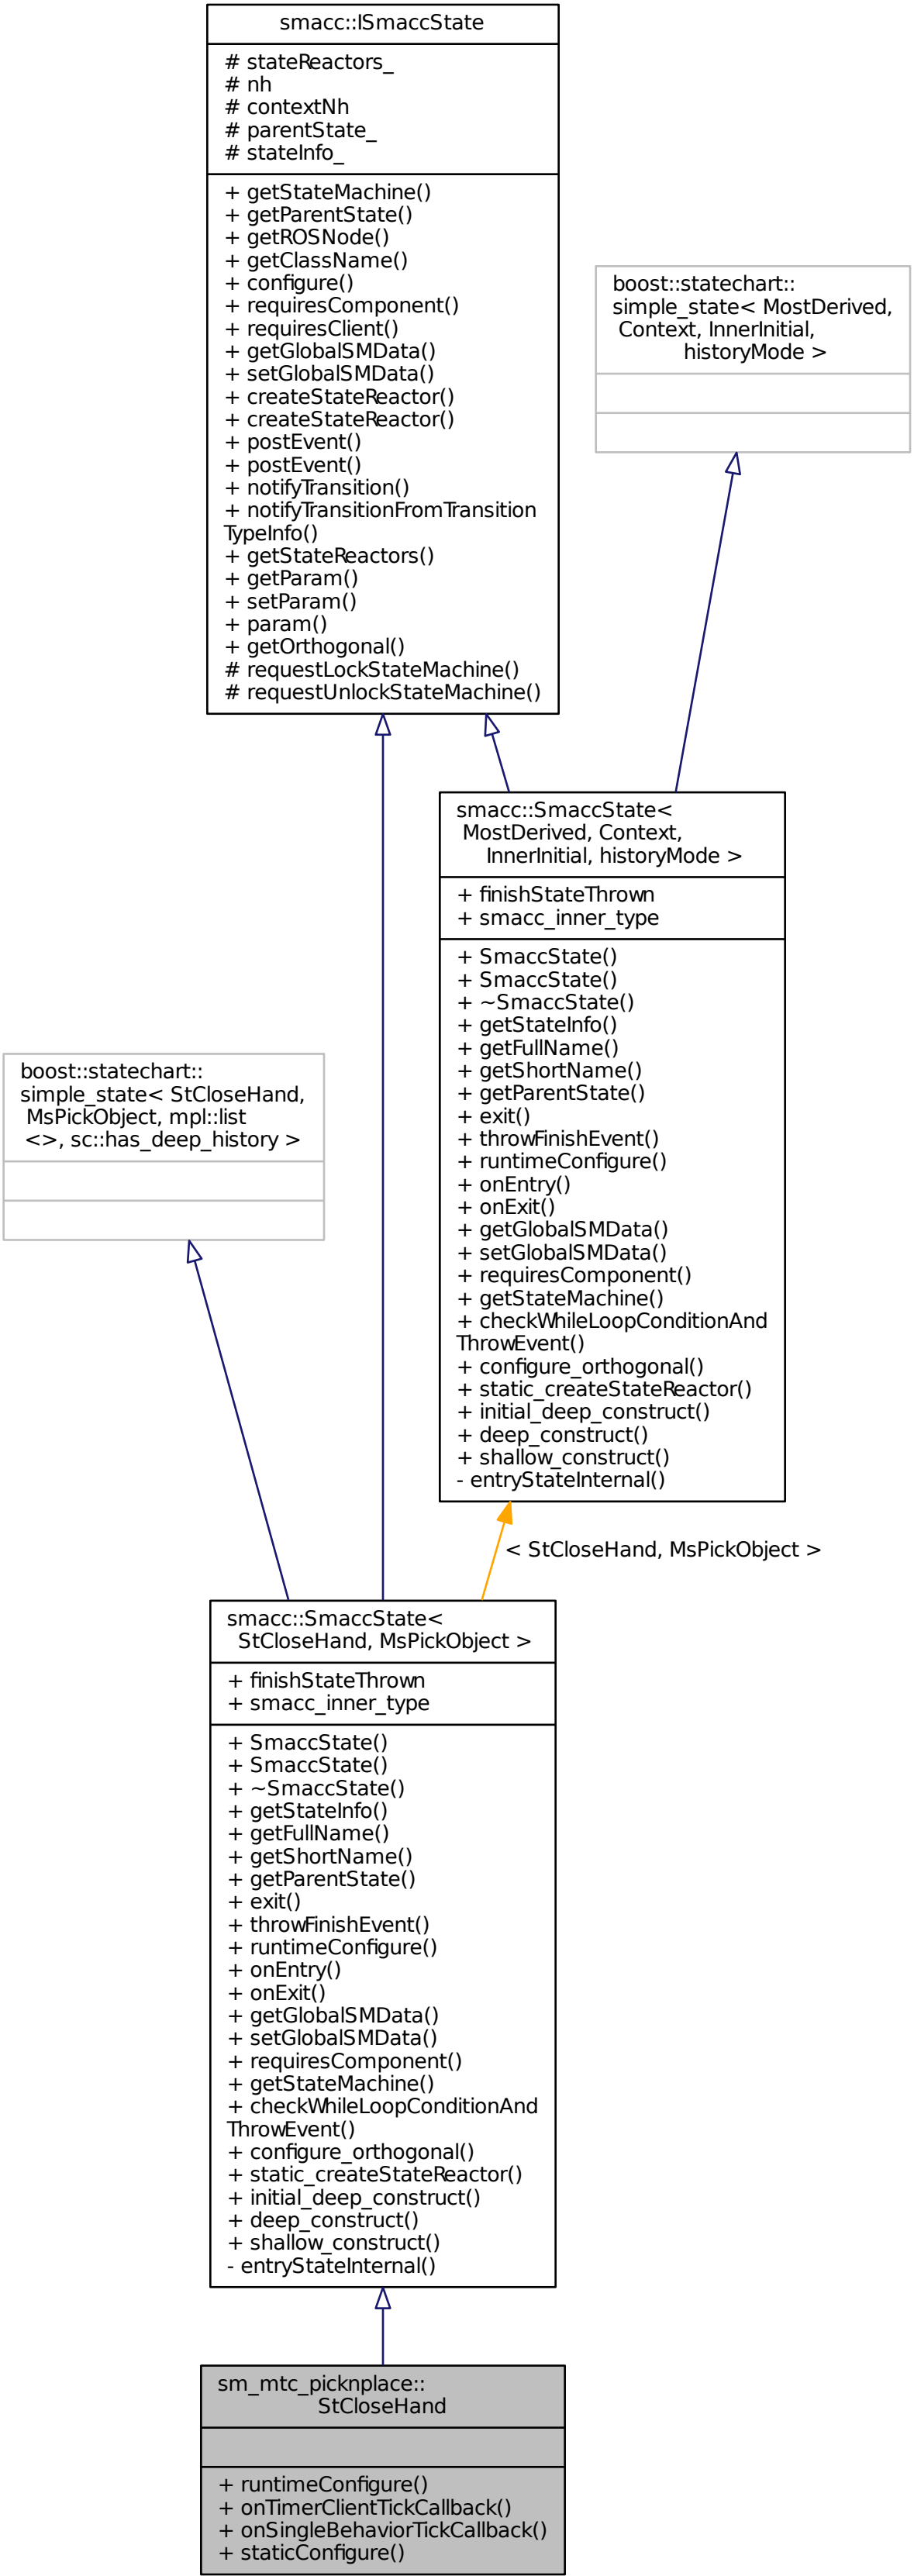 smacc::ISmaccState
# stateReactors_
# nh
# contextNh
# parentState_
# stateInfo_
+ getStateMachine()
+ getParentState()
+ getROSNode()
+ getClassName()
+ configure()
+ requiresComponent()
+ requiresClient()
+ getGlobalSMData()
+ setGlobalSMData()
+ createStateReactor()
+ createStateReactor()
+ postEvent()
+ postEvent()
+ notifyTransition()
+ notifyTransitionFromTransition
TypeInfo()
+ getStateReactors()
+ getParam()
+ setParam()
+ param()
+ getOrthogonal()
# requestLockStateMachine()
# requestUnlockStateMachine()
boost::statechart::
simple_state< MostDerived,
Context, InnerInitial,
historyMode >
smacc::SmaccState<
MostDerived, Context,
InnerInitial, historyMode >
+ finishStateThrown
+ smacc_inner_type
+ SmaccState()
+ SmaccState()
+ ~SmaccState()
+ getStateInfo()
+ getFullName()
+ getShortName()
+ getParentState()
+ exit()
+ throwFinishEvent()
+ runtimeConfigure()
+ onEntry()
+ onExit()
+ getGlobalSMData()
+ setGlobalSMData()
+ requiresComponent()
+ getStateMachine()
+ checkWhileLoopConditionAnd
ThrowEvent()
+ configure_orthogonal()
+ static_createStateReactor()
+ initial_deep_construct()
+ deep_construct()
+ shallow_construct()
- entryStateInternal()
boost::statechart::
simple_state< StCloseHand,
MsPickObject, mpl::list
<>, sc::has_deep_history >
< StCloseHand, MsPickObject >
smacc::SmaccState<
StCloseHand, MsPickObject >
+ finishStateThrown
+ smacc_inner_type
+ SmaccState()
+ SmaccState()
+ ~SmaccState()
+ getStateInfo()
+ getFullName()
+ getShortName()
+ getParentState()
+ exit()
+ throwFinishEvent()
+ runtimeConfigure()
+ onEntry()
+ onExit()
+ getGlobalSMData()
+ setGlobalSMData()
+ requiresComponent()
+ getStateMachine()
+ checkWhileLoopConditionAnd
ThrowEvent()
+ configure_orthogonal()
+ static_createStateReactor()
+ initial_deep_construct()
+ deep_construct()
+ shallow_construct()
- entryStateInternal()
sm_mtc_picknplace::
StCloseHand
+ runtimeConfigure()
+ onTimerClientTickCallback()
+ onSingleBehaviorTickCallback()
+ staticConfigure()